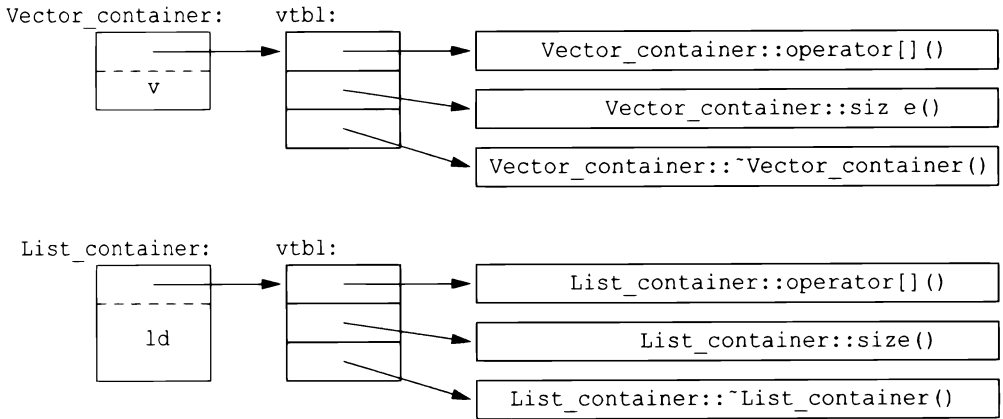 Vector_container: vtbl:
Vector_container::operator[]()
v
Vector_container::siz e()
Vector_container::~Vector_container()
List_container: vtbl:
List_container::operator[]()
ld
List_container::size()
List_container::~List_container()